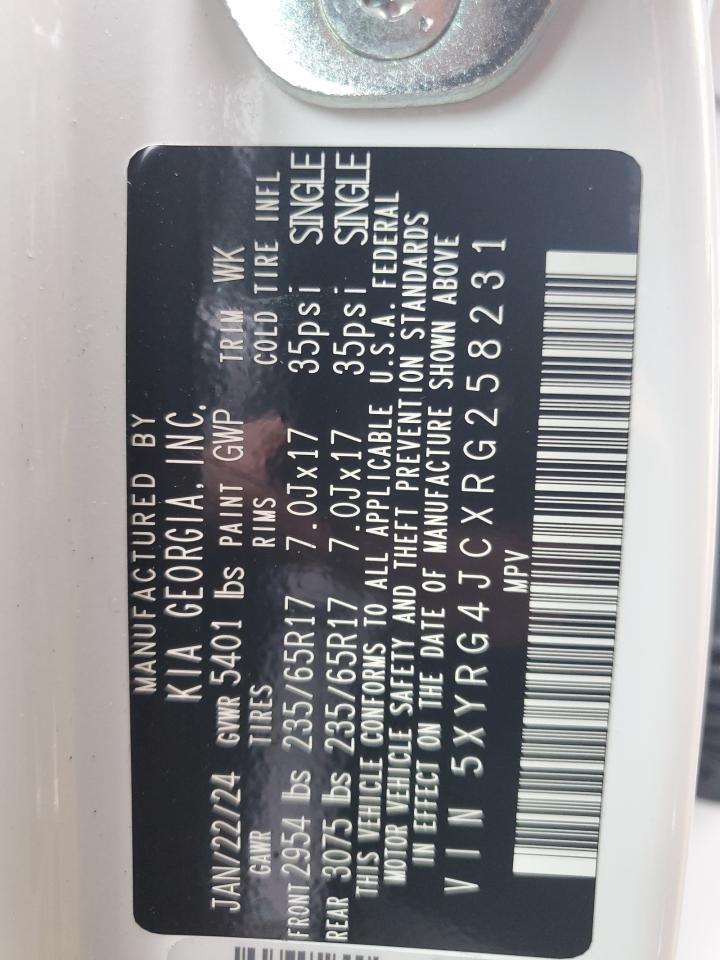 MANUFACTURED BY
KIA GEORGIA, INC.
JAN/22/24 GVWR 5401 lbs PAINT GWP TRIM WK
GAWR TIRES RIMS COLD TIRE INFL
FRONT 2954 lbs 235/65R17 7.0Jx17 35psi SINGLE
REAR 3075 lbs 235/65R17 7.0Jx17 35psi SINGLE
THIS VEHICLE CONFORMS TO ALL APPLICABLE U.S.A. FEDERAL
MOTOR VEHICLE SAFETY AND THEFT PREVENTION STANDARDS
IN EFFECT ON THE DATE OF MANUFACTURE SHOWN ABOVE
VIN 5XYRG4JCXRG258231
MPV